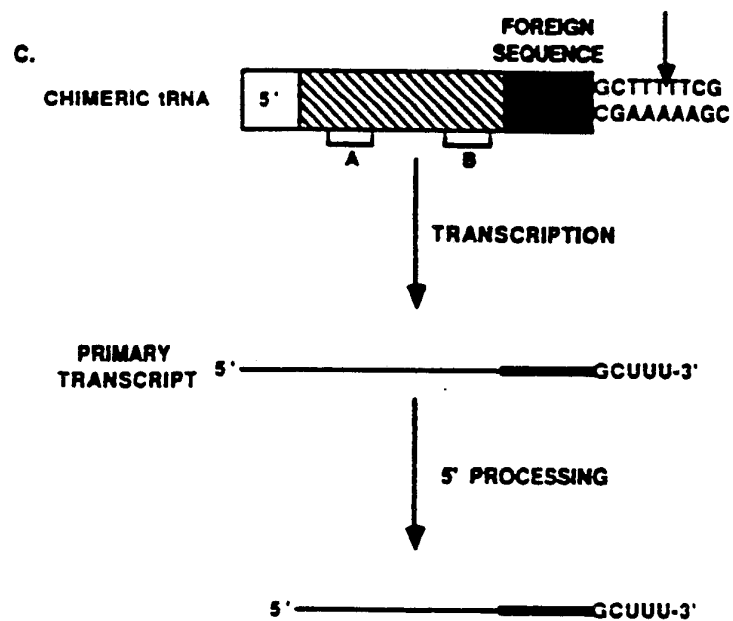 C.
FOREIGN
SEQUENCE
CHIMERIC tRNA
5'
GCTTTTTCG
CGAAAAAGC
A
B
TRANSCRIPTION
PRIMARY
TRANSCRIPT
5'
GCUUU-3'
5' PROCESSING
5'
GCUUU-3'